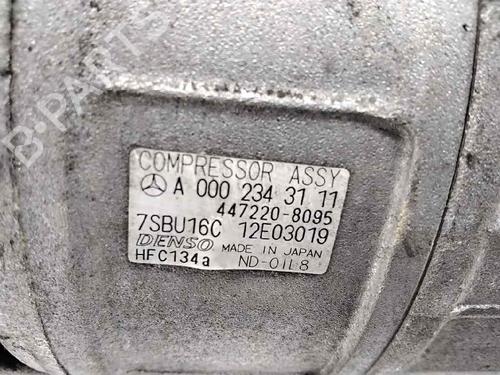 B-PARTS
COMPRESSOR ASSY
A 000 234 31 11
447220-8095
7SBU16C 12E03019
DENSO MADE IN JAPAN
HFC134a ND-OIL8